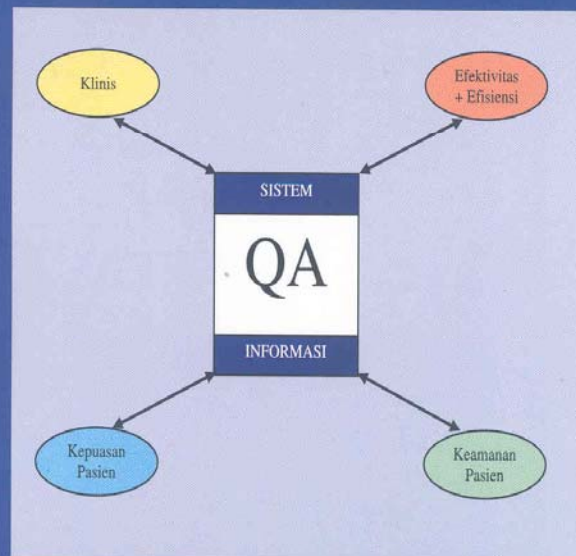 Klinis
Efektivitas
+ Efisiensi
SISTEM
QA
INFORMASI
Kepuasan
Pasien
Keamanan
Pasien